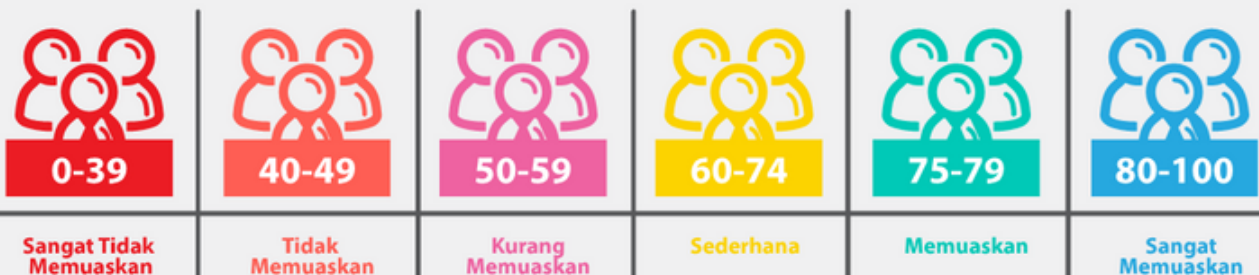 0-39
40-49
50-59
60-74
75-79
80-100
Sangat Tidak
Memuaskan
Tidak
Memuaskan
Kurang
Memuaskan
Sederhana
Memuaskan
Sangat
Memuaskan